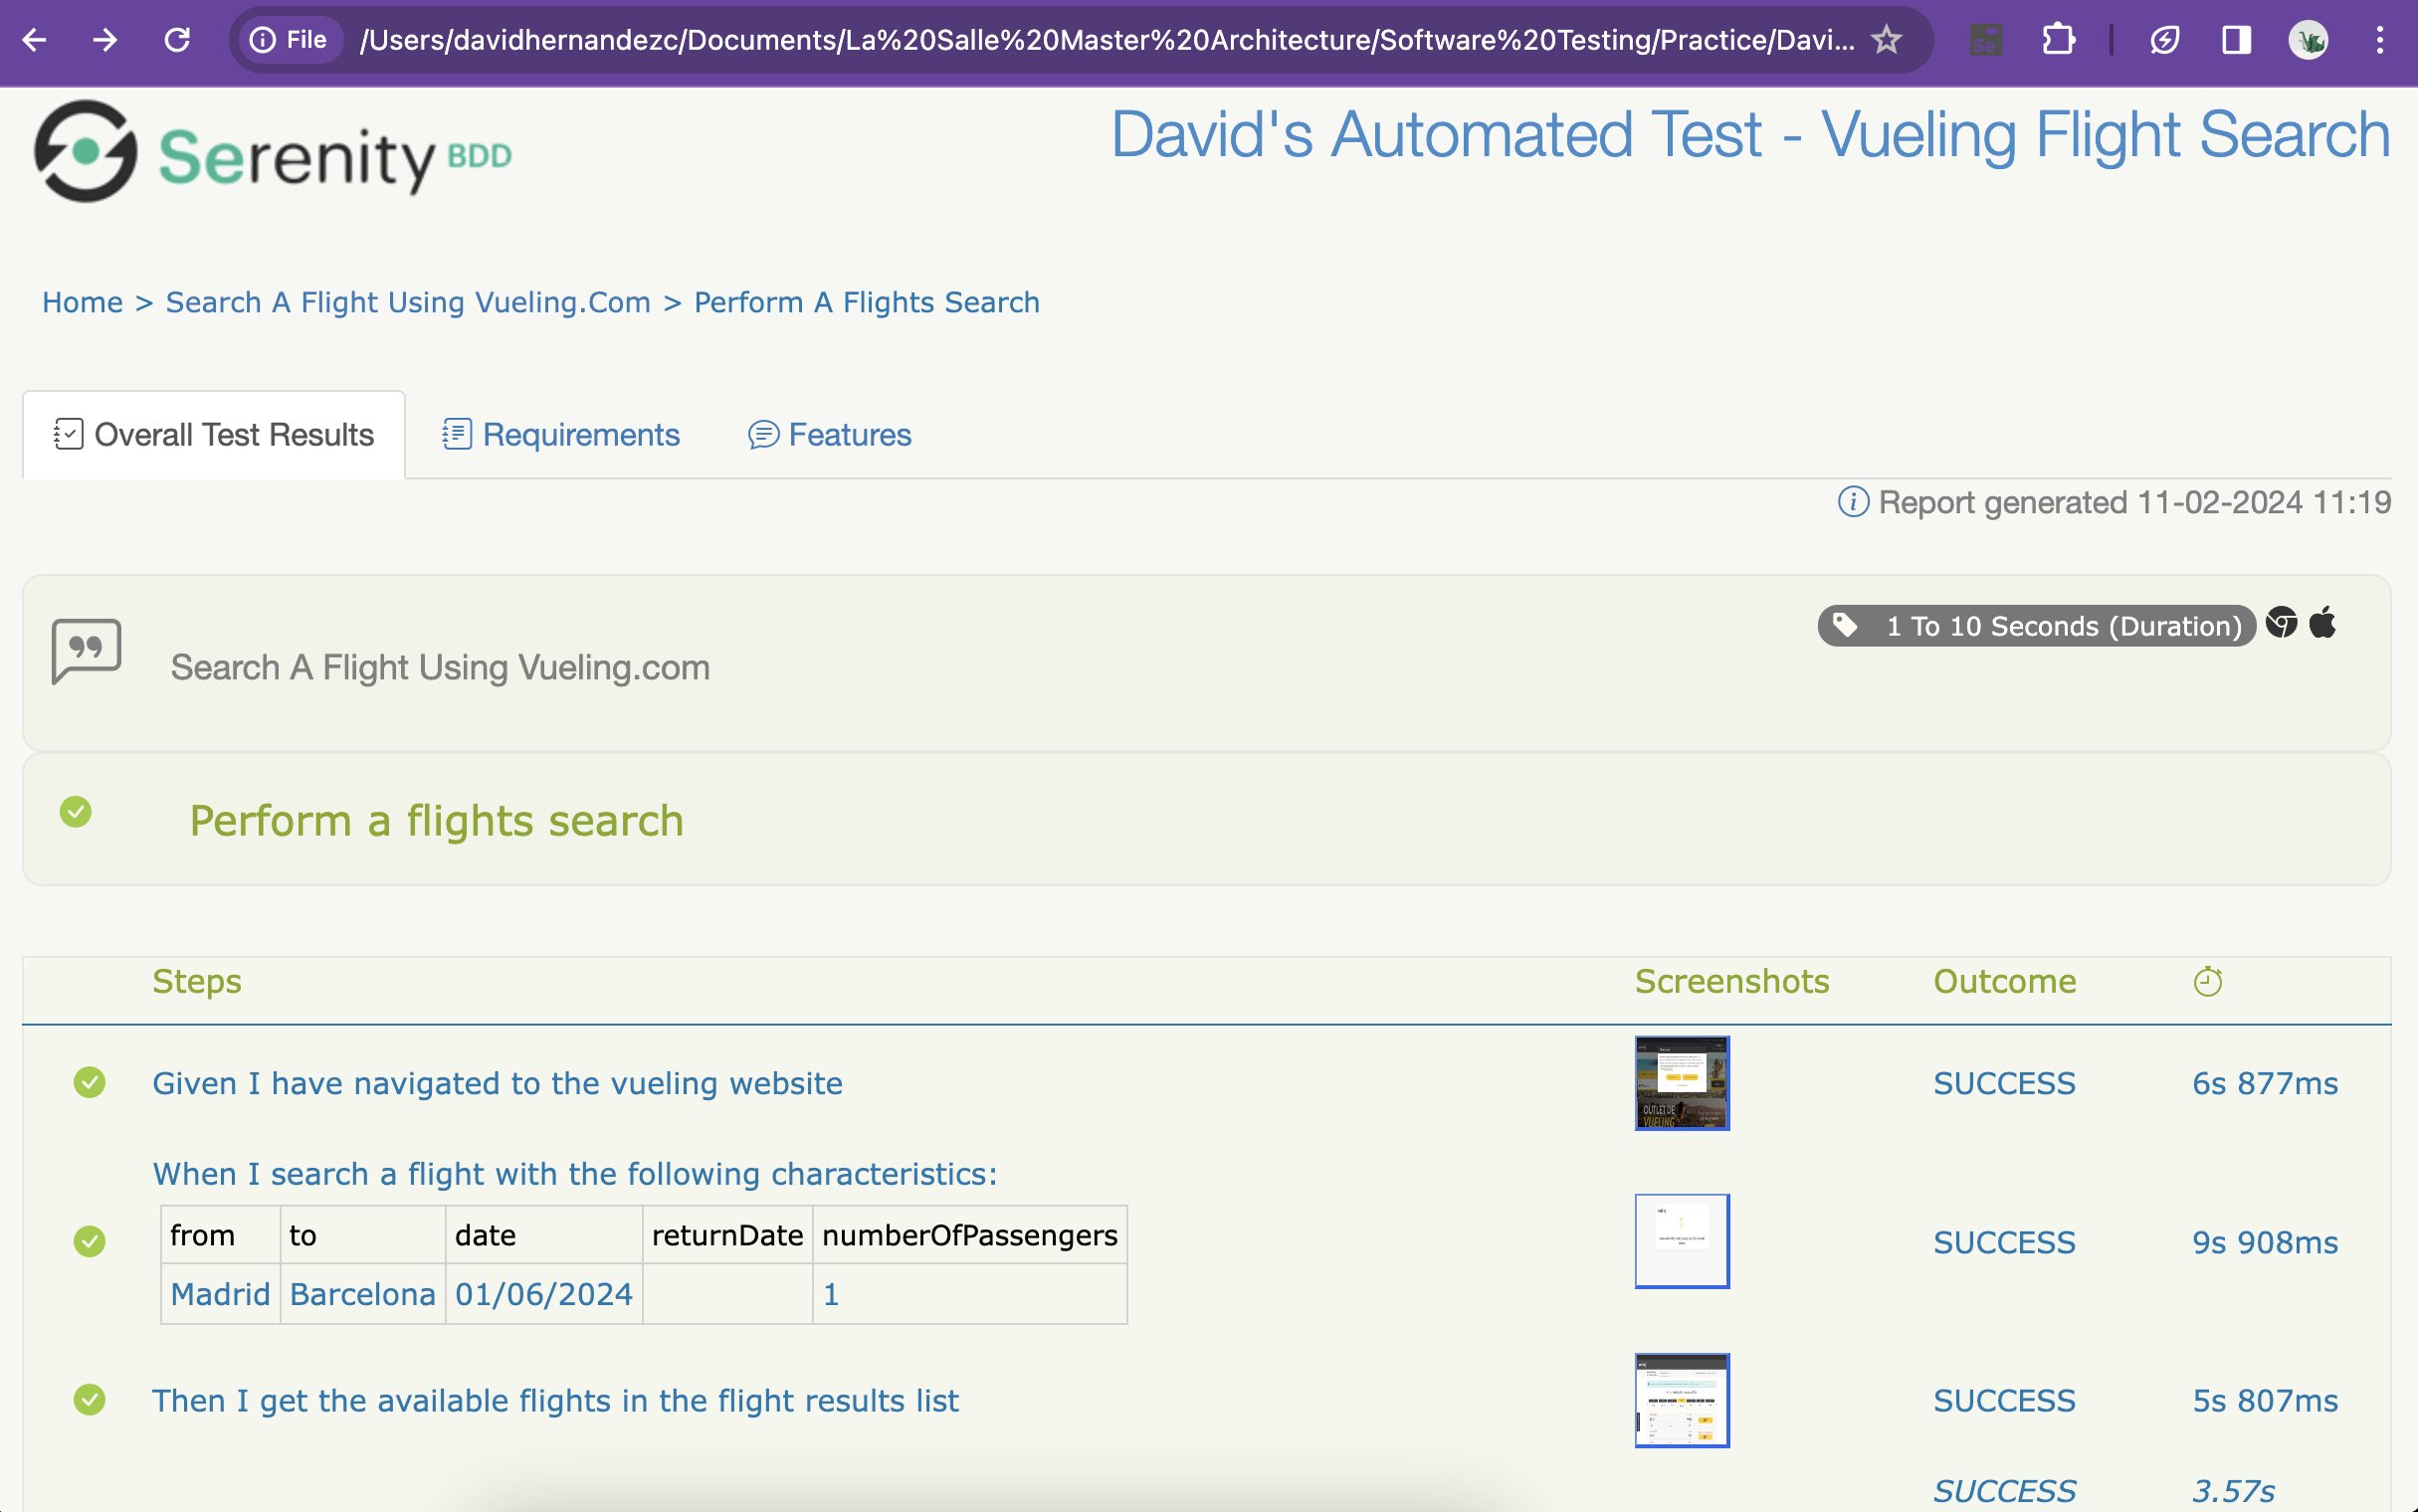 File /Users/davidhernandezc/Documents/La%20Salle%20Master%20Architecture/Software%20Testing/Practice/Davi... Se
Serenity BDD
David's Automated Test - Vueling Flight Search
Home > Search A Flight Using Vueling.Com > Perform A Flights Search
Overall Test Results Requirements Features
Report generated 11-02-2024 11:19
1 To 10 Seconds (Duration)
Search A Flight Using Vueling.com
Perform a flights search
Steps Screenshots Outcome
Given I have navigated to the vueling website SUCCESS 6s 877ms
OUTLET DE
VUELING
When I search a flight with the following characteristics:
from to date returnDate numberOfPassengers
Madrid Barcelona 01/06/2024 1
SUCCESS 9s 908ms
Then I get the available flights in the flight results list SUCCESS 5s 807ms
SUCCESS 3.57s